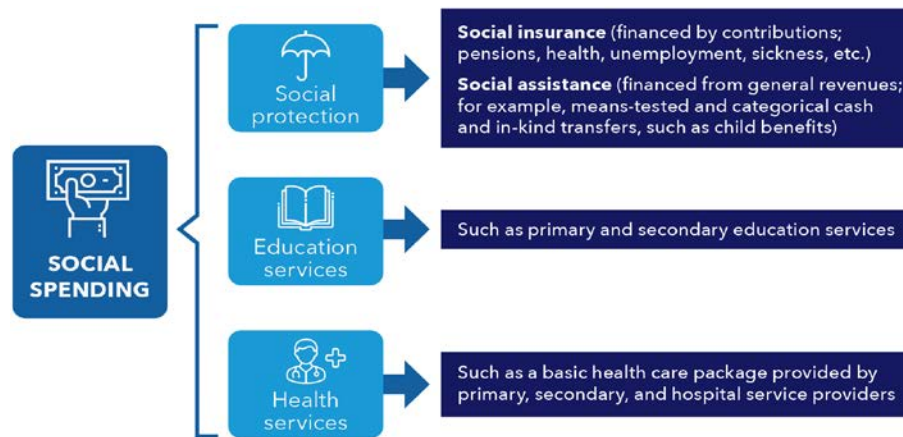 SOCIAL
SPENDING
Social
protection
Social insurance (financed by contributions;
pensions, health, unemployment, sickness, etc.)
Social assistance (financed from general revenues;
for example, means-tested and categorical cash
and in-kind transfers, such as child benefits)
Education
services
Such as primary and secondary education services
Health
services
Such as a basic health care package provided by
primary, secondary, and hospital service providers